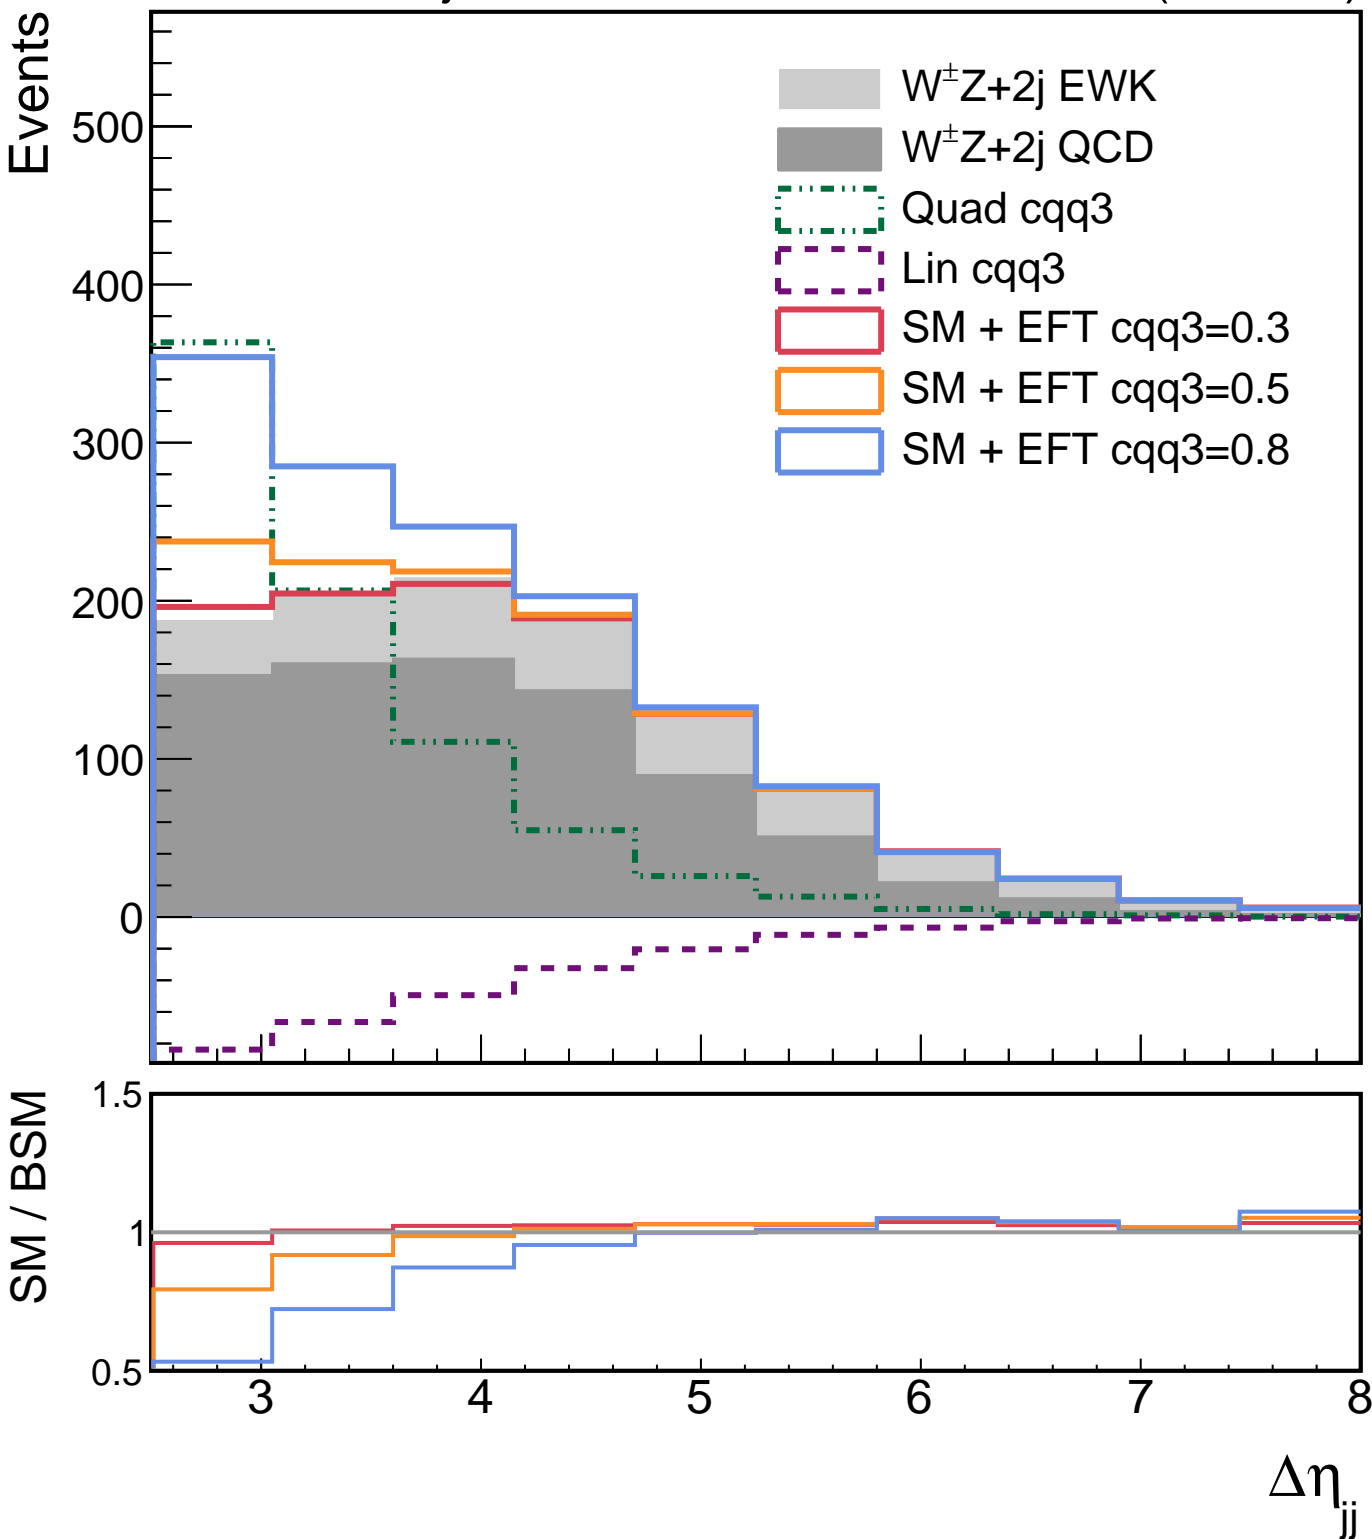 Events
500
400
300
200
100
0
W±Z+2j EWK
W±Z+2j QCD
Quad cqq3
Lin cqq3
SM + EFT cqq3=0.3
SM + EFT cqq3=0.5
SM + EFT cqq3=0.8
SM / BSM
1.5
1
0.5
3 4 5 6 7 8
Δηjj